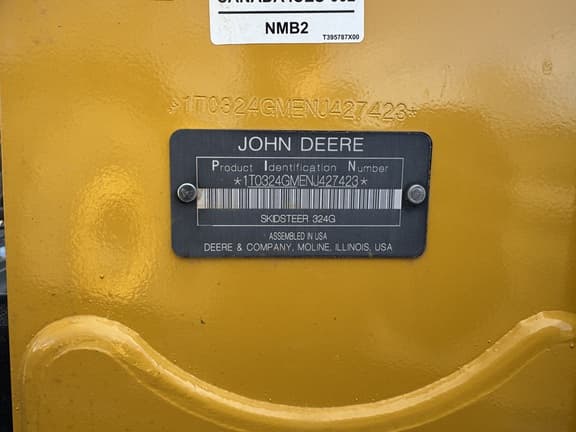 NMB2
T395787X00
*1T0324GMENJ427423*
JOHN DEERE
Product Identification Number
*1T0324GMENJ427423*
SKIDSTEER 324G
ASSEMBLED IN USA
DEERE & COMPANY, MOLINE, ILLINOIS, USA